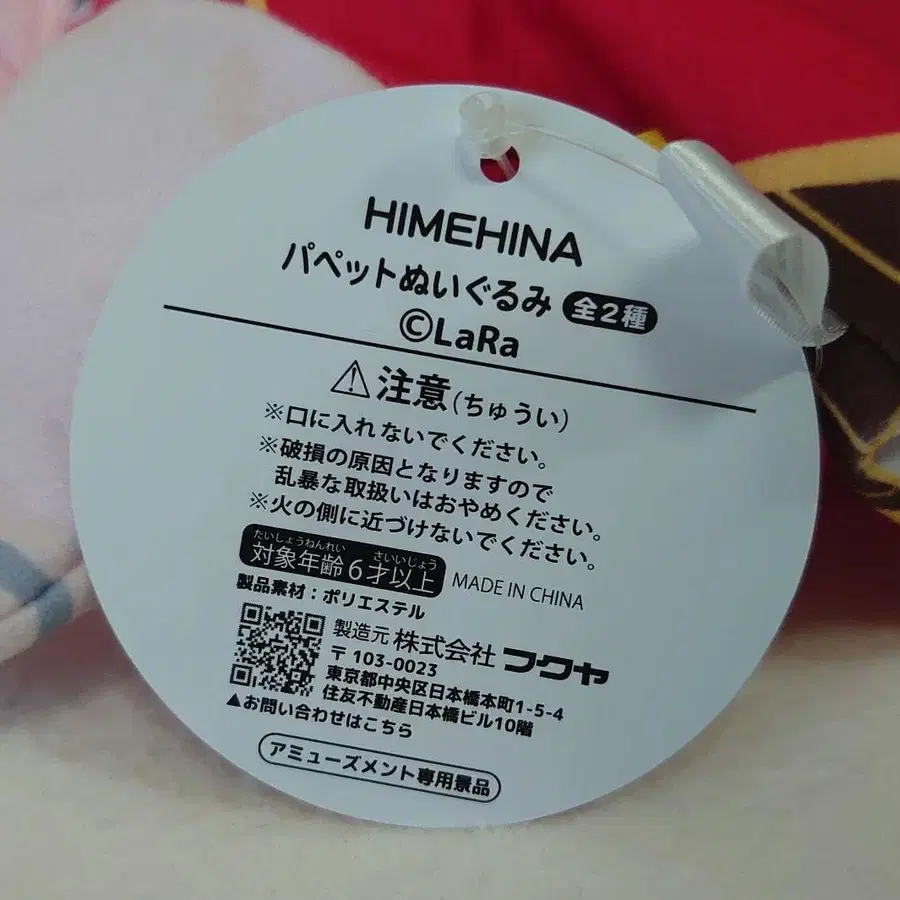 HIMEHINA
パペットぬいぐるみ 全2種
©LaRa
⚠注意(ちゅうい)
※口に入れないでください。
※破損の原因となりますので
乱暴な取扱いはおやめください。
※火の側に近づけないでください。
たいしょうねんれい さいいじょう
対象年齢6才以上 MADE IN CHINA
製品素材:ポリエステル
製造元 株式会社フクヤ
〒103-0023
東京都中央区日本橋本町1-5-4
住友不動産日本橋ビル10階
▲お問い合わせはこちら
アミューズメント専用景品